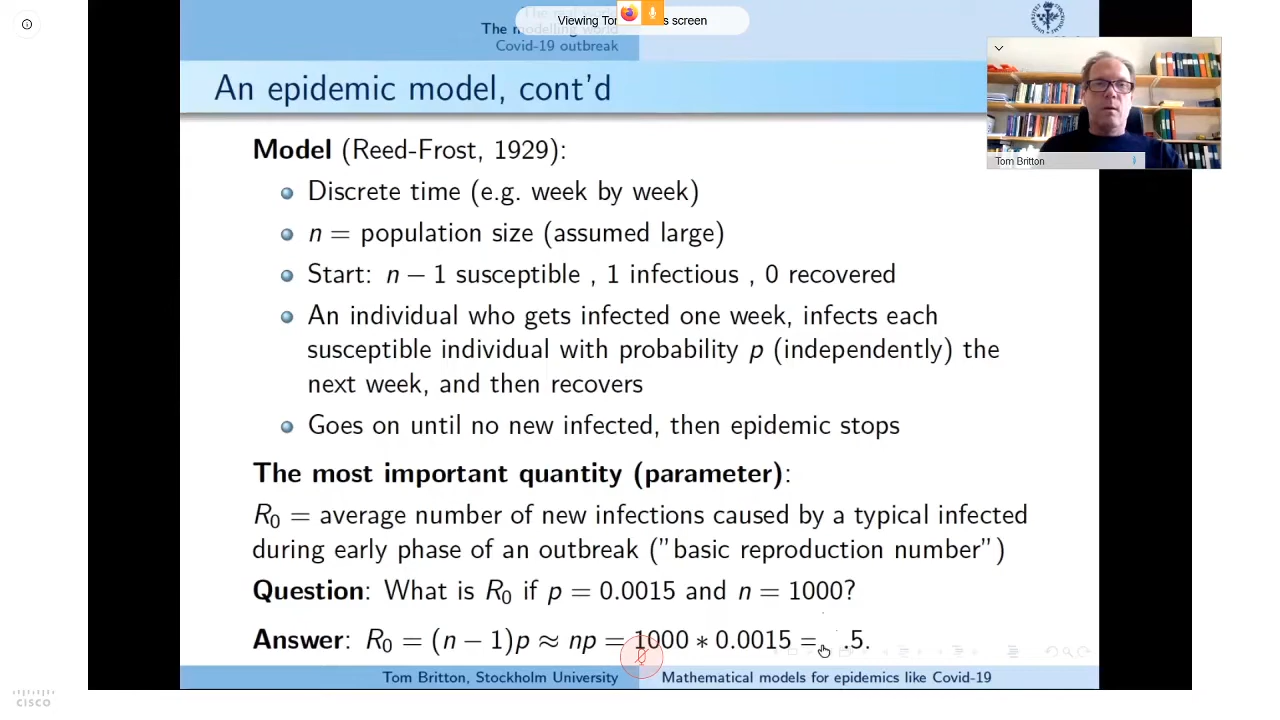 Viewing Tor s screen
The m delling world
Covid-19 outbreak
An epidemic model, cont'd
Tom Britton
Model (Reed-Frost, 1929):
Discrete time (e.g. week by week)
n = population size (assumed large)
Start: n − 1 susceptible , 1 infectious , 0 recovered
An individual who gets infected one week, infects each
susceptible individual with probability p (independently) the
next week, and then recovers
Goes on until no new infected, then epidemic stops
The most important quantity (parameter):
R₀ = average number of new infections caused by a typical infected
during early phase of an outbreak ("basic reproduction number")
Question: What is R₀ if p = 0.0015 and n = 1000?
Answer: R₀ = (n − 1)p ≈ np = 1000 ∗ 0.0015 = .5.
Tom Britton, Stockholm University Mathematical models for epidemics like Covid-19
CISCO